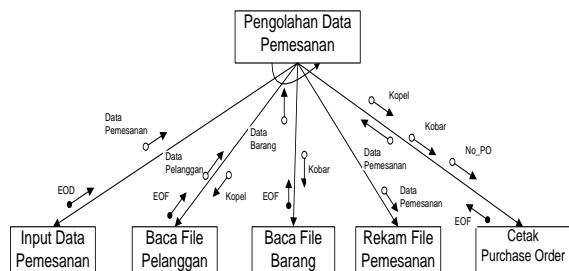 Pengolahan Data
Pemesanan
Kopel
Data
Pemesanan
Data
Barang
Kobar
No_PO
Data
Pelanggan
Kobar
Data
Pemesanan
EOD
EOF
Kopel
EOF
Data
Pemesanan
EOF
Input Data
Pemesanan
Baca File
Pelanggan
Baca File
Barang
Rekam File
Pemesanan
Cetak
Purchase Order